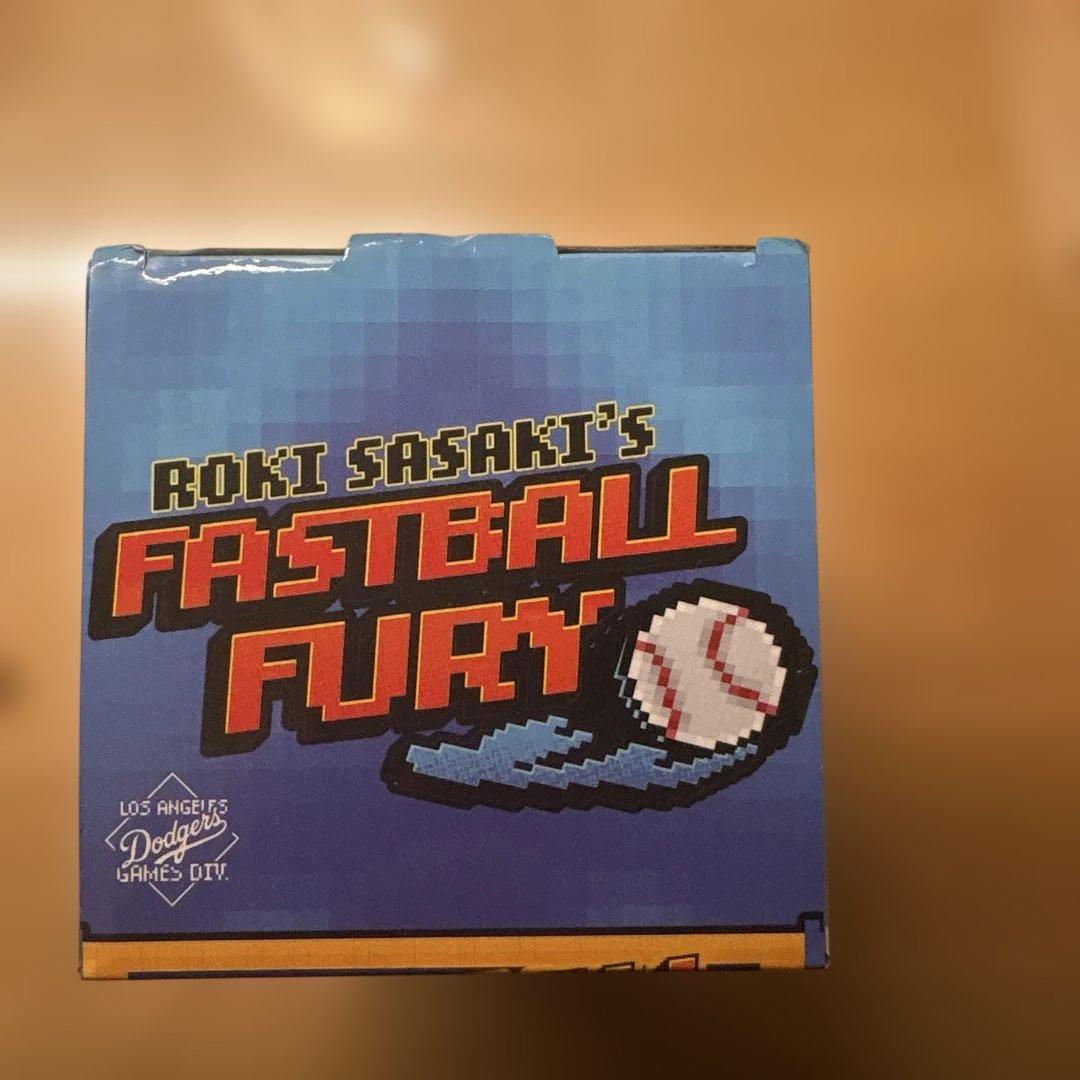 ROKI SASAKI'S
FASTBALL
FURY
LOS ANGELES
Dodgers
GAMES DIV.